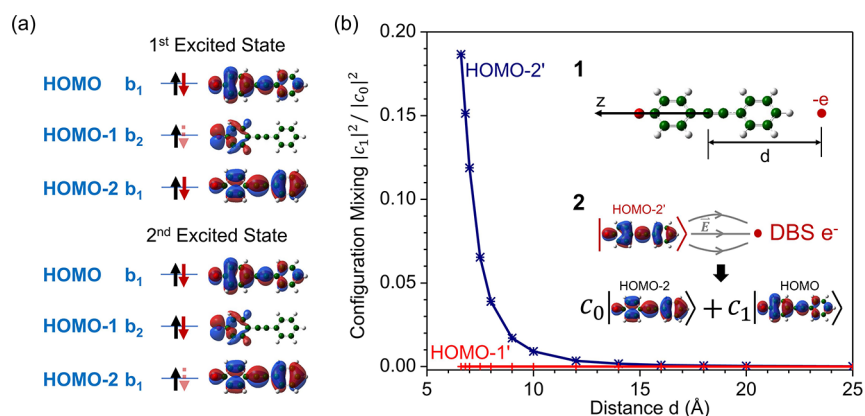 (a)
1st Excited State
HOMO b₁
HOMO-1 b₂
HOMO-2 b₁
2nd Excited State
HOMO b₁
HOMO-1 b₂
HOMO-2 b₁
(b)
Configuration Mixing |c₁|² / |c₀|²
0.20
0.15
0.10
0.05
0.00
HOMO-2'
HOMO-1'
1
z
-e
d
2
HOMO-2'
E
DBS e⁻
HOMO-2
HOMO
c₀| 〉 + c₁| 〉
5 10 15 20 25
Distance d (Å)